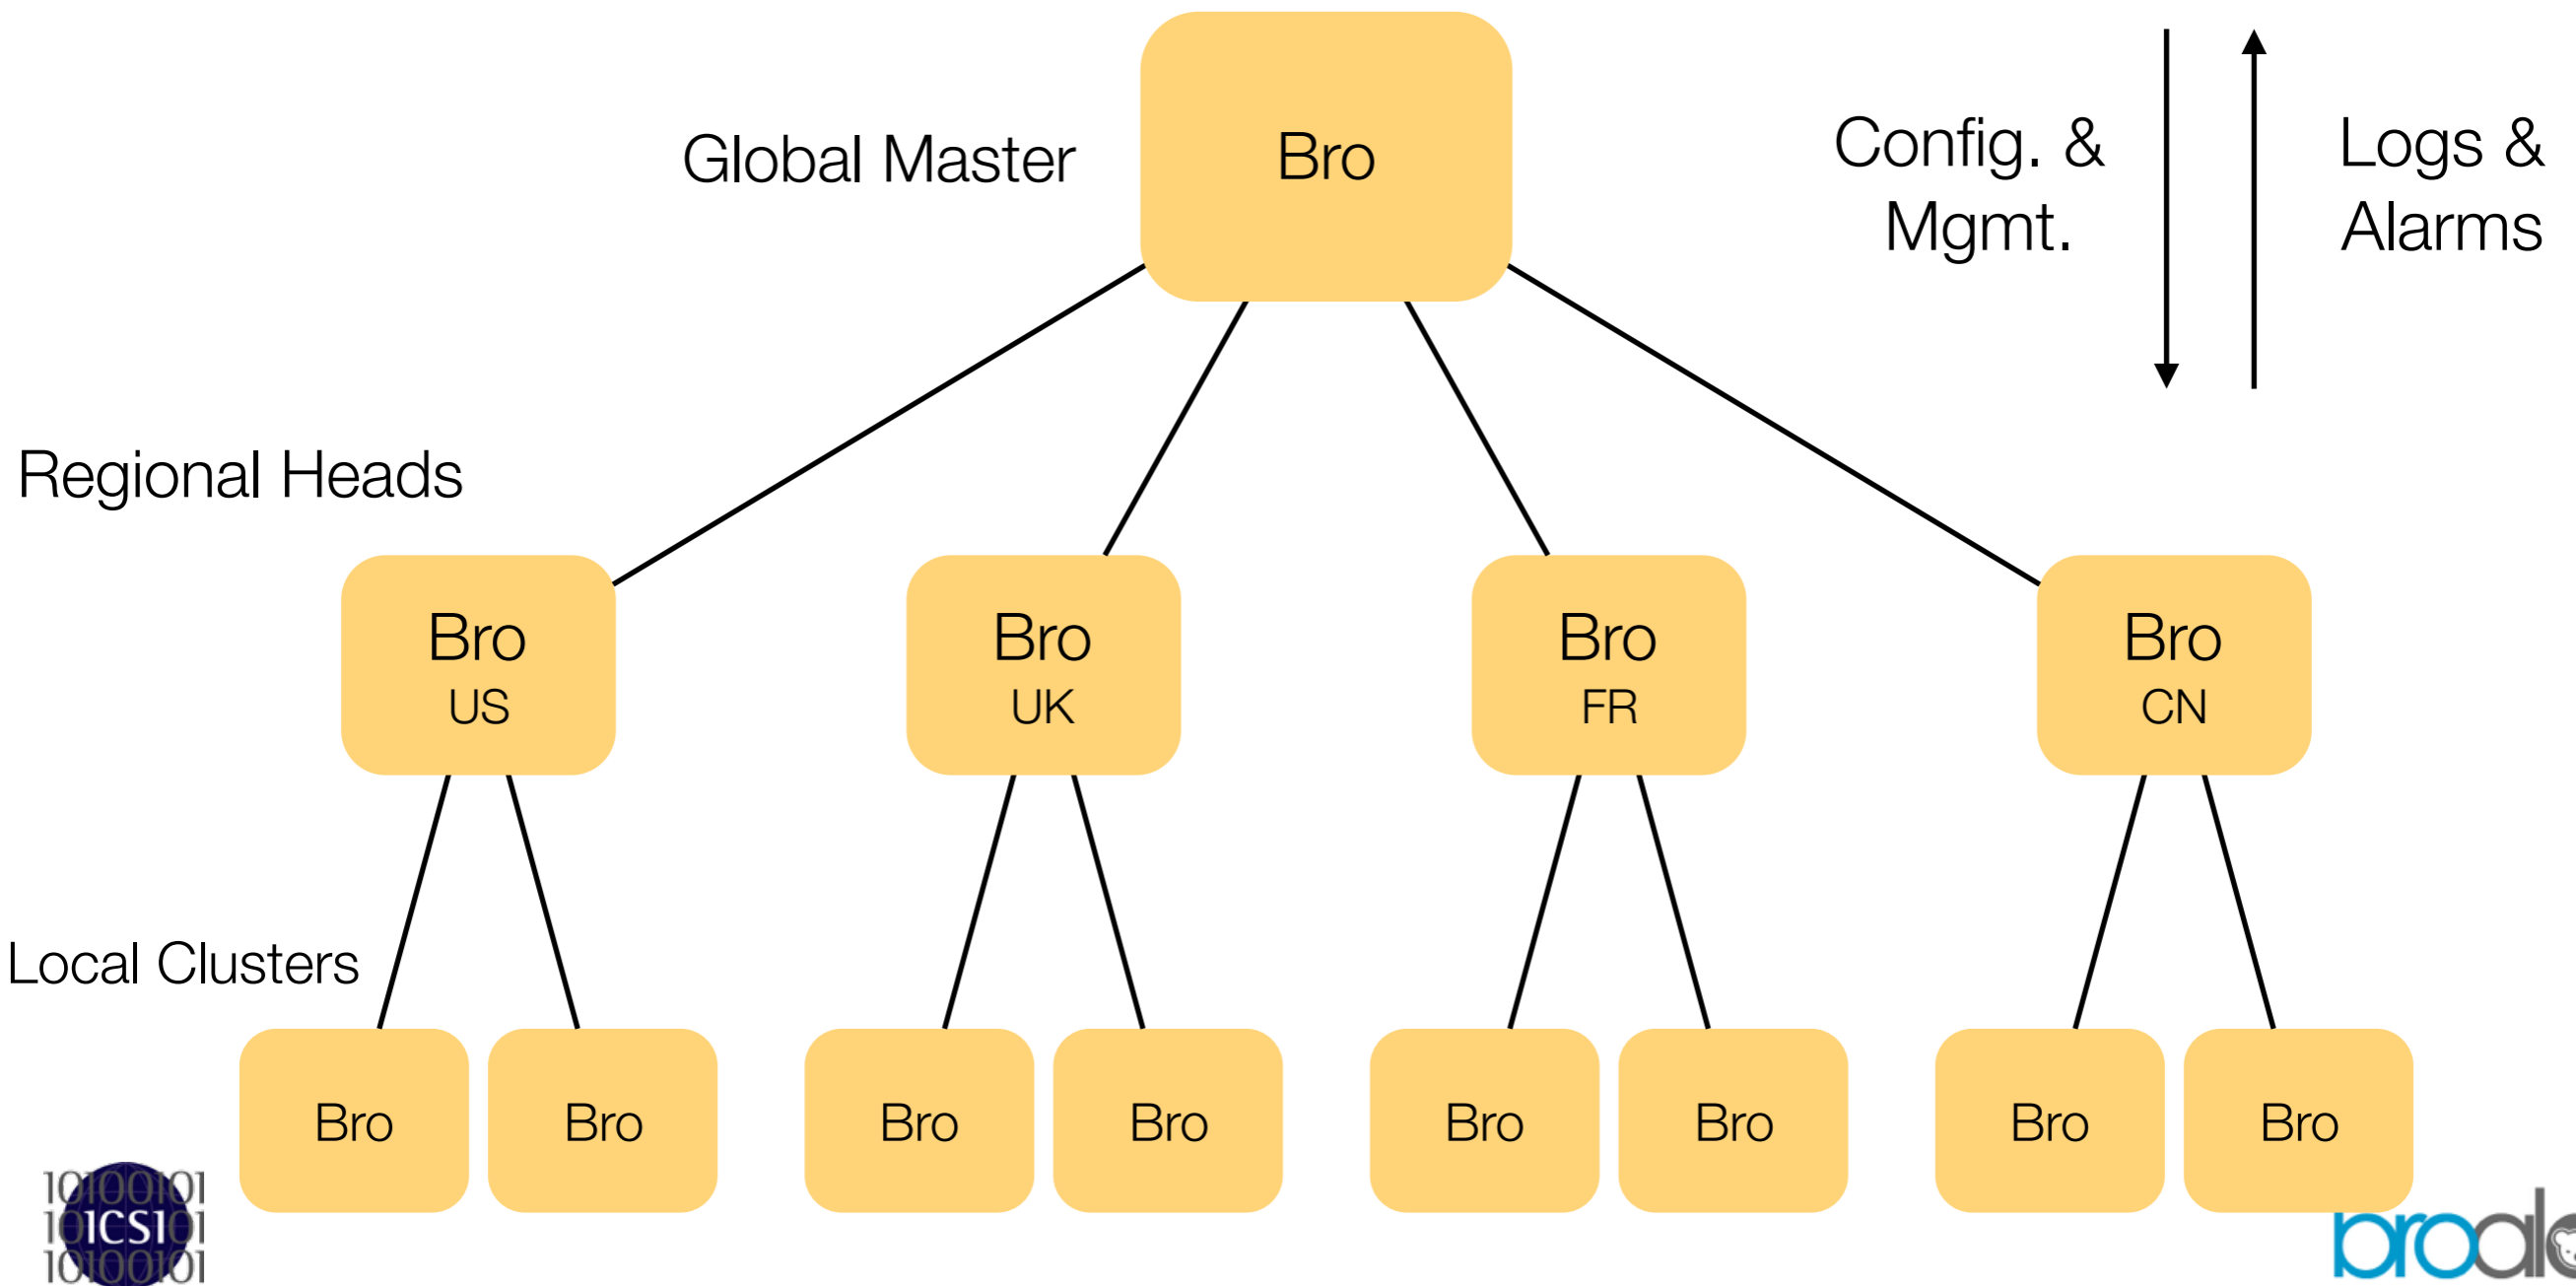 Global Master
Bro
Config. &
Mgmt.
Logs &
Alarms
Regional Heads
Bro
US
Bro
UK
Bro
FR
Bro
CN
Local Clusters
Bro
Bro
Bro
Bro
Bro
Bro
Bro
Bro
10100101
ICSI
10100101